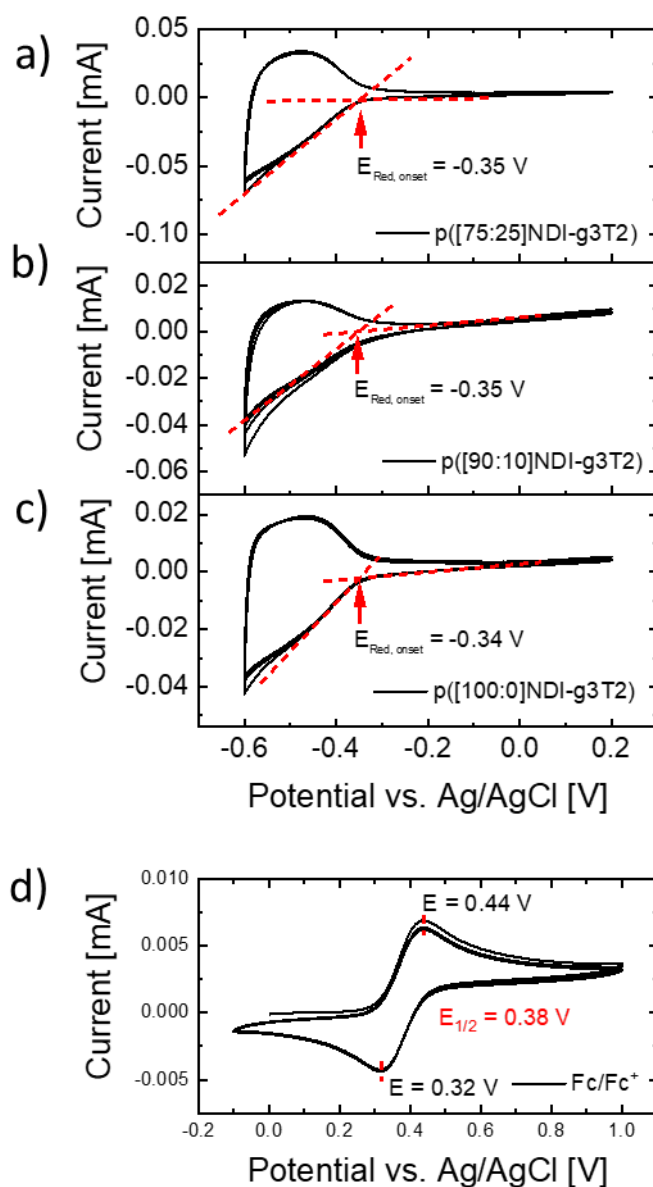 a)
Current [mA]
0.05
0.00
-0.05
-0.10
E Red, onset = -0.35 V
p([75:25]NDI-g3T2)
b)
Current [mA]
0.02
0.00
-0.02
-0.04
-0.06
E Red, onset = -0.35 V
p([90:10]NDI-g3T2)
c)
Current [mA]
0.02
0.00
-0.02
-0.04
E Red, onset = -0.34 V
p([100:0]NDI-g3T2)
-0.6 -0.4 -0.2 0.0 0.2
Potential vs. Ag/AgCl [V]
d)
Current [mA]
0.010
0.005
0.000
-0.005
E = 0.44 V
E1/2 = 0.38 V
E = 0.32 V
Fc/Fc+
-0.2 0.0 0.2 0.4 0.6 0.8 1.0
Potential vs. Ag/AgCl [V]